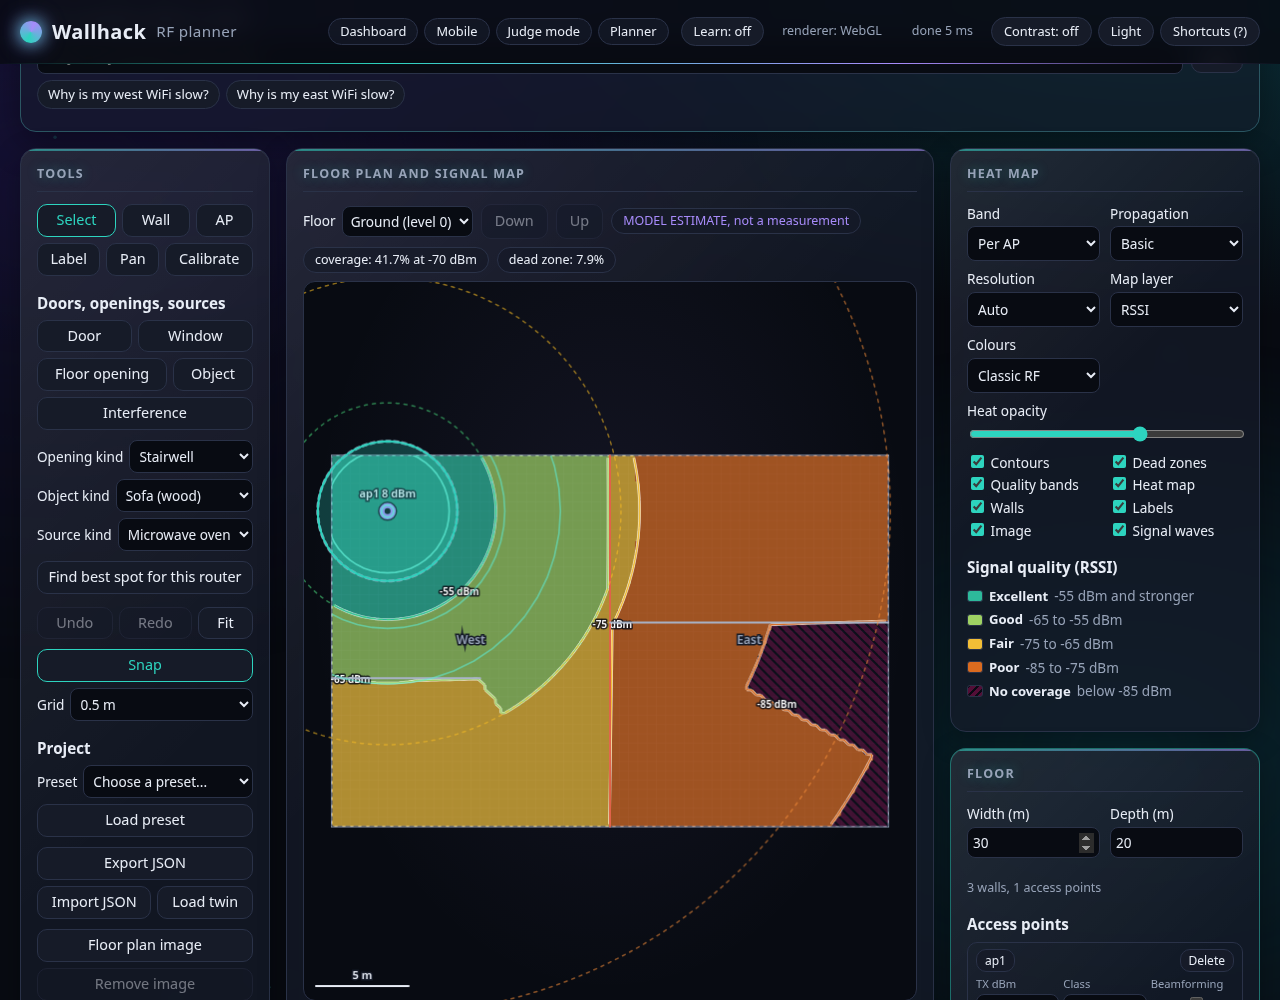 Wallhack RF planner
Dashboard Mobile Judge mode Planner Learn: off renderer: WebGL done 5 ms Contrast: off Light Shortcuts (?)
Why is my west WiFi slow? Why is my east WiFi slow?
TOOLS
Select Wall AP
Label Pan Calibrate
Doors, openings, sources
Door Window
Floor opening Object
Interference
Opening kind Stairwell
Object kind Sofa (wood)
Source kind Microwave oven
Find best spot for this router
Undo Redo Fit
Snap
Grid 0.5 m
Project
Preset Choose a preset...
Load preset
Export JSON
Import JSON Load twin
Floor plan image
Remove image
FLOOR PLAN AND SIGNAL MAP
Floor Ground (level 0) Down Up MODEL ESTIMATE, not a measurement
coverage: 41.7% at -70 dBm dead zone: 7.9%
ap1 8 dBm
-55 dBm
-75 dBm
West East
-65 dBm
-85 dBm
5 m
HEAT MAP
Band Propagation
Per AP Basic
Resolution Map layer
Auto RSSI
Colours
Classic RF
Heat opacity
Contours Dead zones
Quality bands Heat map
Walls Labels
Image Signal waves
Signal quality (RSSI)
Excellent -55 dBm and stronger
Good -65 to -55 dBm
Fair -75 to -65 dBm
Poor -85 to -75 dBm
No coverage below -85 dBm
FLOOR
Width (m) Depth (m)
30 20
3 walls, 1 access points
Access points
ap1 Delete
TX dBm Class Beamforming